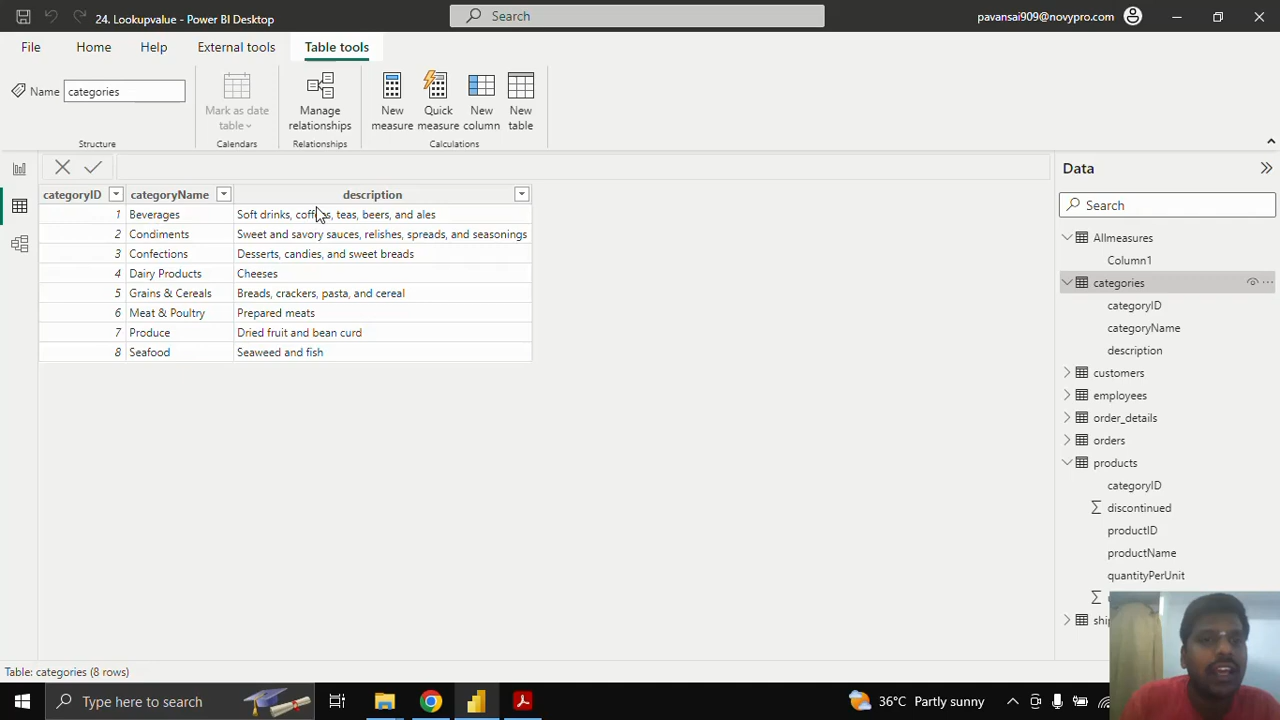 24. Lookupvalue - Power BI Desktop
Search
pavansai909@novypro.com
File
Home
Help
External tools
Table tools
Name
categories
Mark as date
table
Manage
relationships
New
measure
Quick
measure
New
column
New
table
Structure
Calendars
Relationships
Calculations
categoryID
categoryName
description
1 Beverages Soft drinks, coffees, teas, beers, and ales
2 Condiments Sweet and savory sauces, relishes, spreads, and seasonings
3 Confections Desserts, candies, and sweet breads
4 Dairy Products Cheeses
5 Grains & Cereals Breads, crackers, pasta, and cereal
6 Meat & Poultry Prepared meats
7 Produce Dried fruit and bean curd
8 Seafood Seaweed and fish
Data
Search
Allmeasures
Column1
categories
categoryID
categoryName
description
customers
employees
order_details
orders
products
categoryID
discontinued
productID
productName
quantityPerUnit
Table: categories (8 rows)
Type here to search
36°C Partly sunny